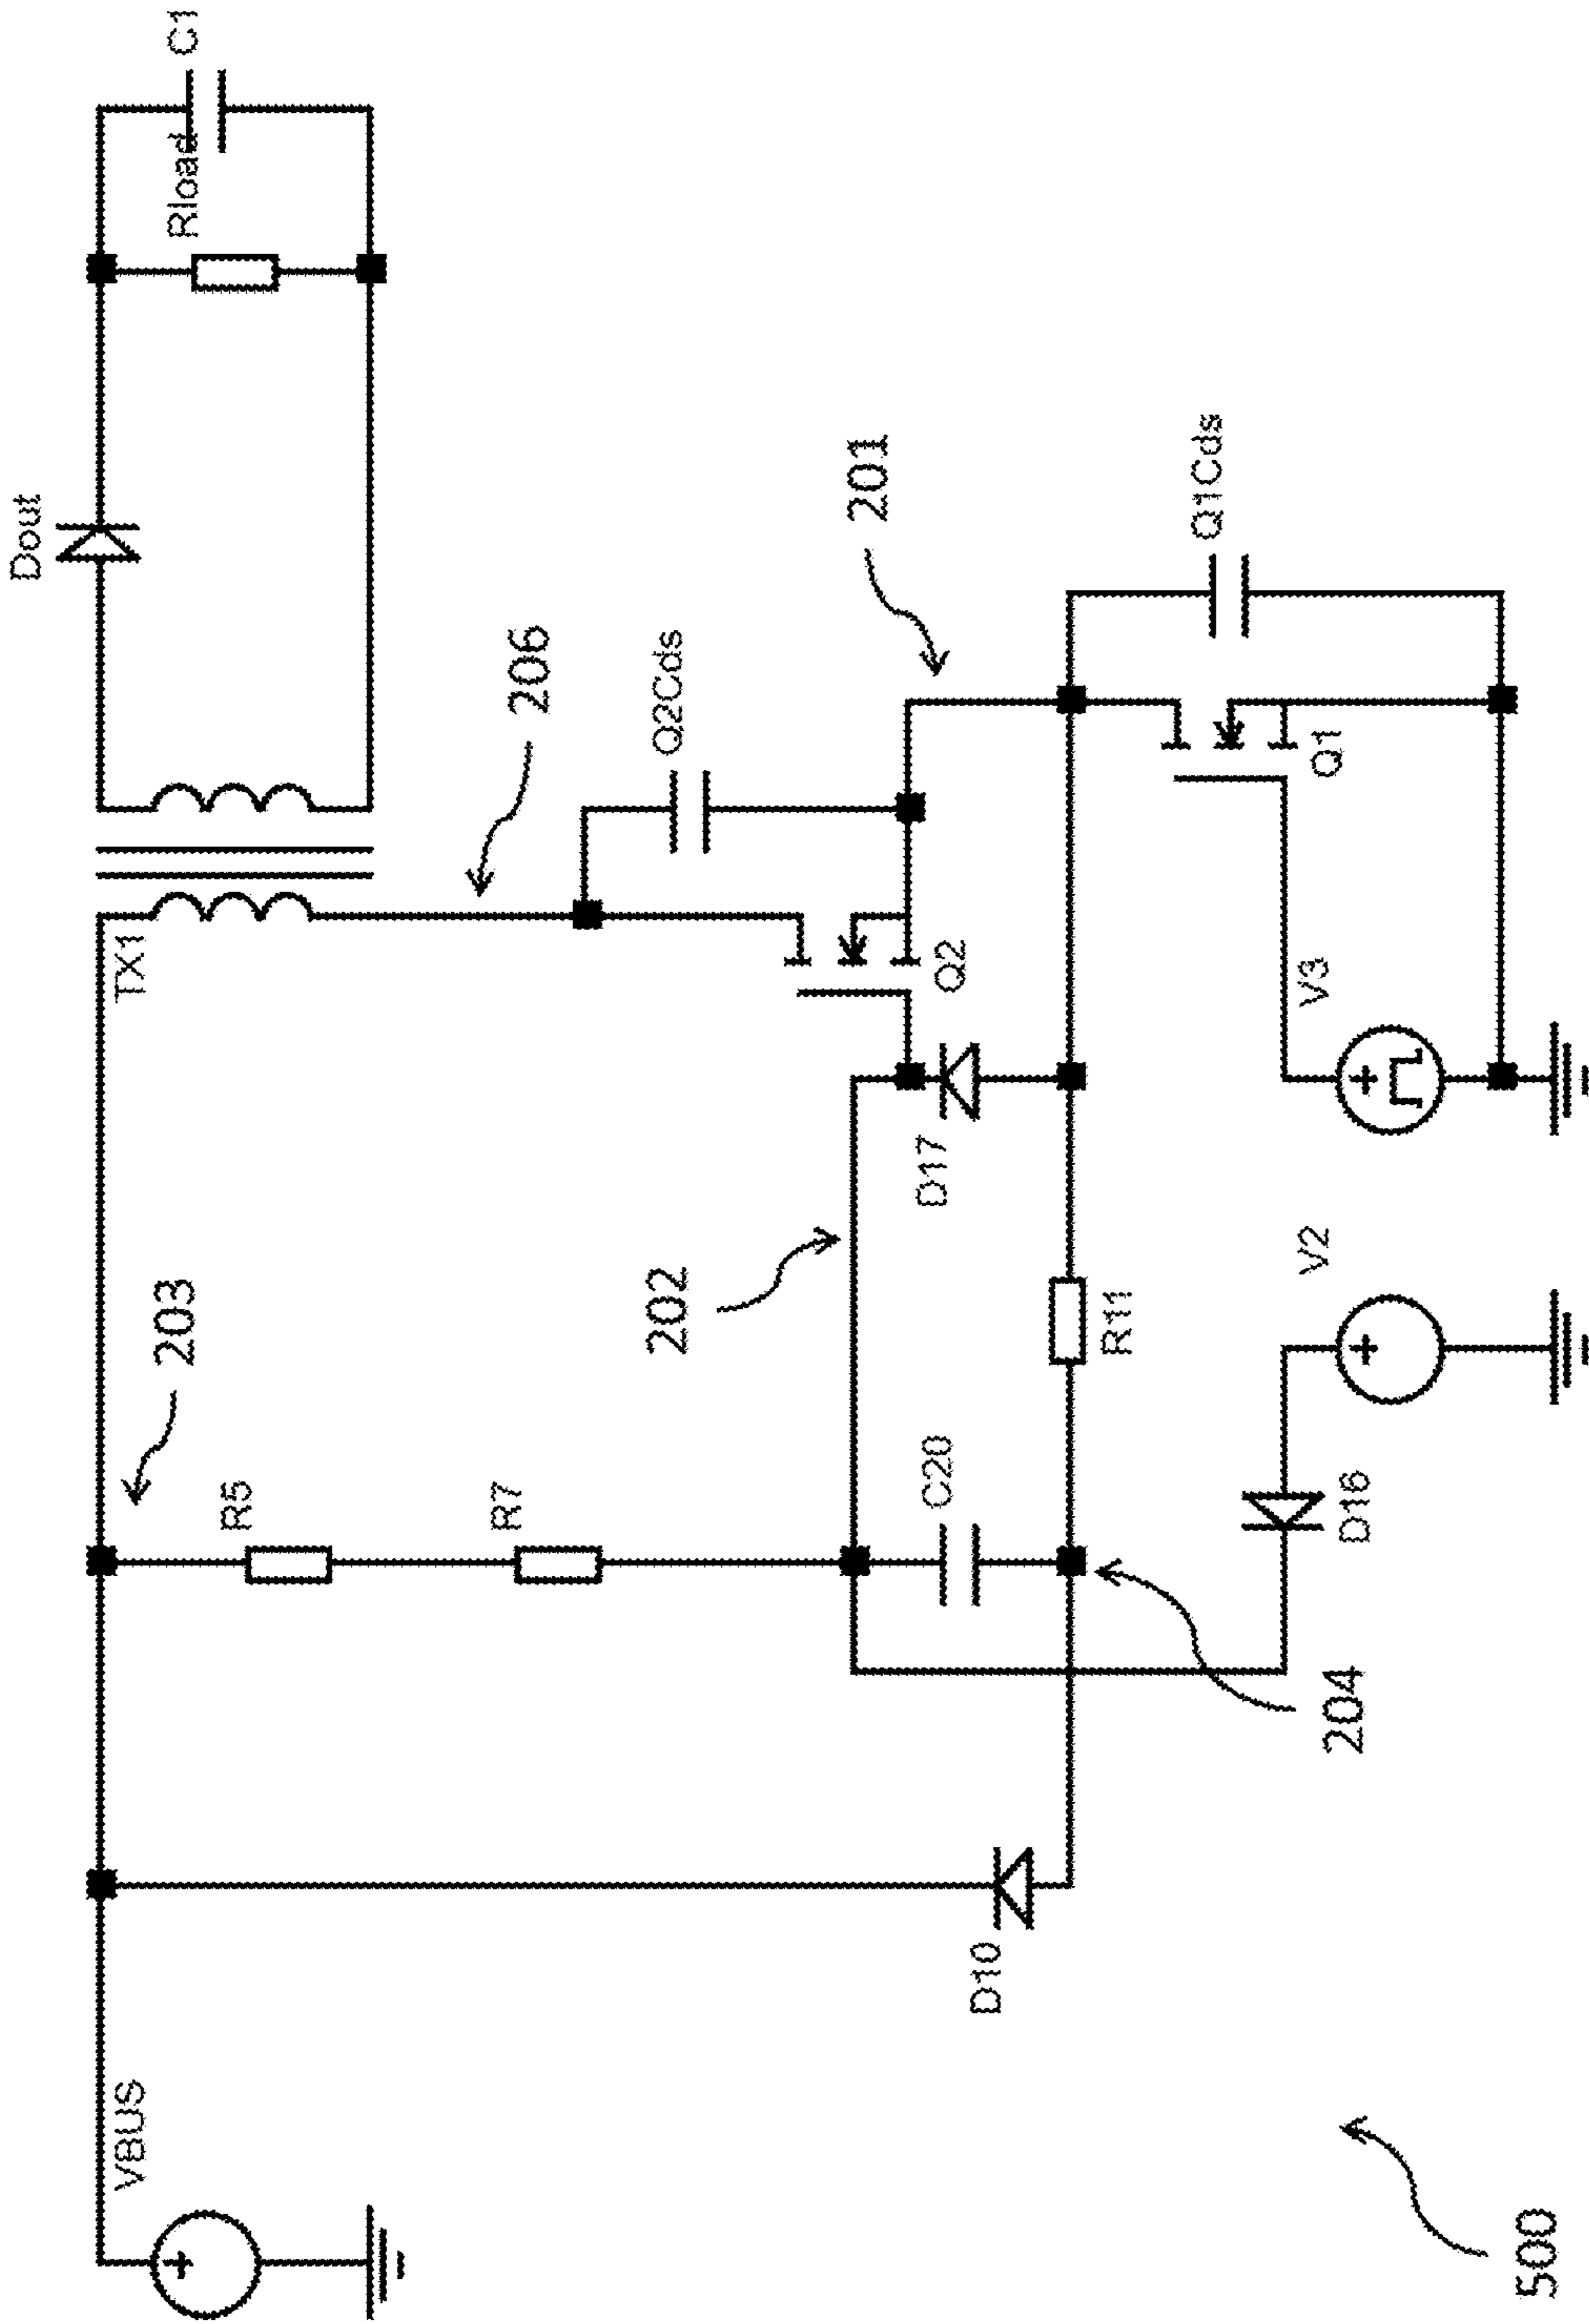 VBUS
203
TX1
Dout
Rload
C1
R5
R7
206
Q2Cds
202
C20
D17
Q2
201
D10
R11
Q1Cds
204
D16
V2
V3
Q1
500